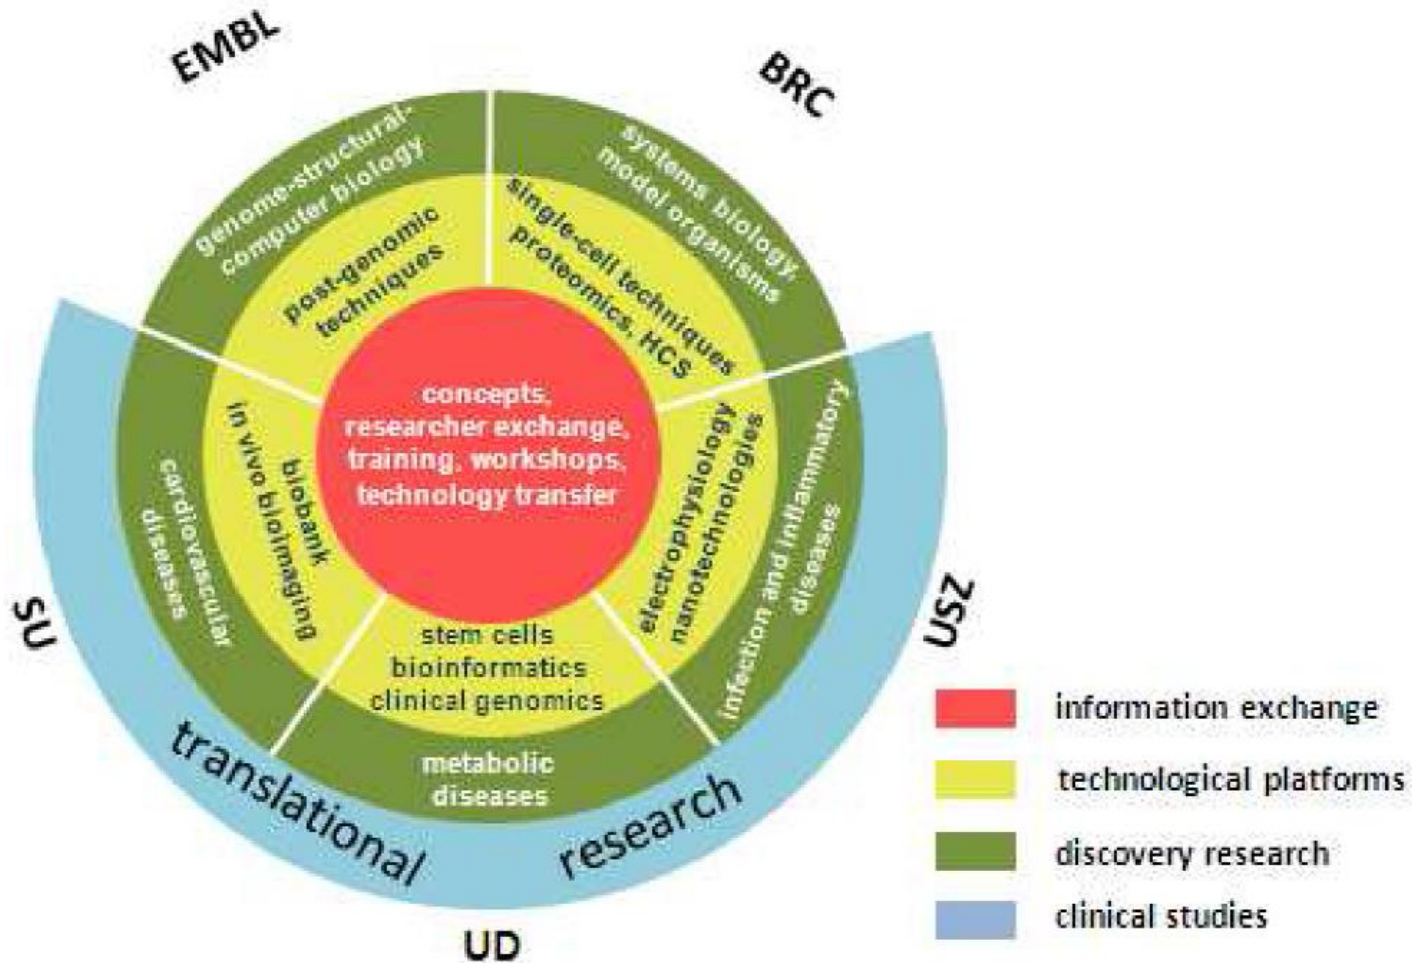 EMBL
BRC
genome-structural-
computer biology
systems biology,
model organisms
post-genomic
techniques
single-cell techniques
proteomics, HCS
concepts,
researcher exchange,
training, workshops,
technology transfer
biobank
in vivo bioimaging
electrophysiology
nanotechnologies
cardiovascular
diseases
infection and inflammatory
diseases
stem cells
bioinformatics
clinical genomics
metabolic
diseases
SU
USZ
translational
research
UD
information exchange
technological platforms
discovery research
clinical studies